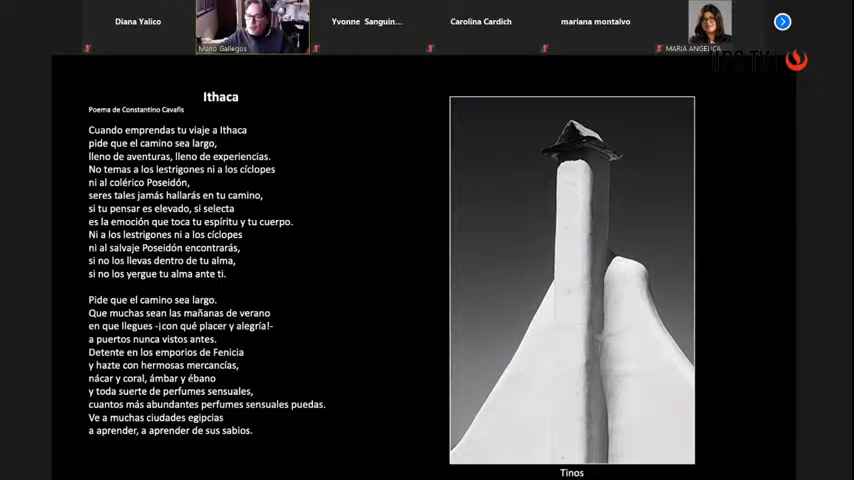 Diana Yalico
Mario Gallegos
Yvonne Sanguin...
Carolina Cardich
mariana montalvo
MARIA ANGELICA
UPC TV
Ithaca
Poema de Constantino Cavafis
Cuando emprendas tu viaje a Ithaca
pide que el camino sea largo,
lleno de aventuras, lleno de experiencias.
No temas a los lestrigones ni a los cíclopes
ni al colérico Poseidón,
seres tales jamás hallarás en tu camino,
si tu pensar es elevado, si selecta
es la emoción que toca tu espíritu y tu cuerpo.
Ni a los lestrigones ni a los cíclopes
ni al salvaje Poseidón encontrarás,
si no los llevas dentro de tu alma,
si no los yergue tu alma ante ti.
Pide que el camino sea largo.
Que muchas sean las mañanas de verano
en que llegues -¡con qué placer y alegría!-
a puertos nunca vistos antes.
Detente en los emporios de Fenicia
y hazte con hermosas mercancías,
nácar y coral, ámbar y ébano
y toda suerte de perfumes sensuales,
cuantos más abundantes perfumes sensuales puedas.
Ve a muchas ciudades egipcias
a aprender, a aprender de sus sabios.
Tinos